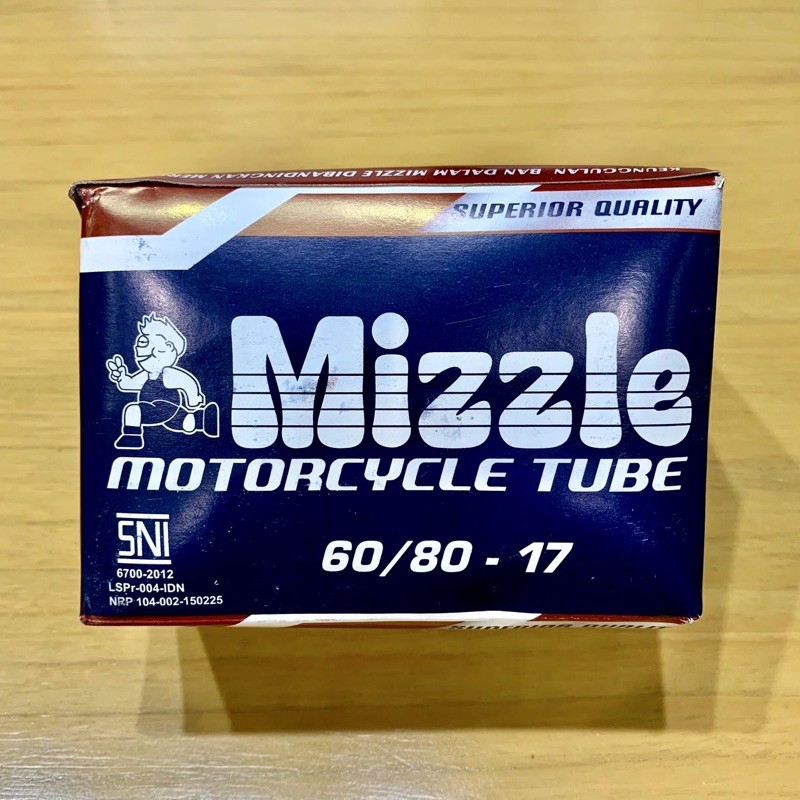 KEUNGGULAN BAN DALAM MIZZLE DIBANDINGKAN
SUPERIOR QUALITY
Mizzle
MOTORCYCLE TUBE
SNI
6700-2012
LSPr-004-IDN
NRP 104-002-150225
60/80 - 17
SUPERIOR